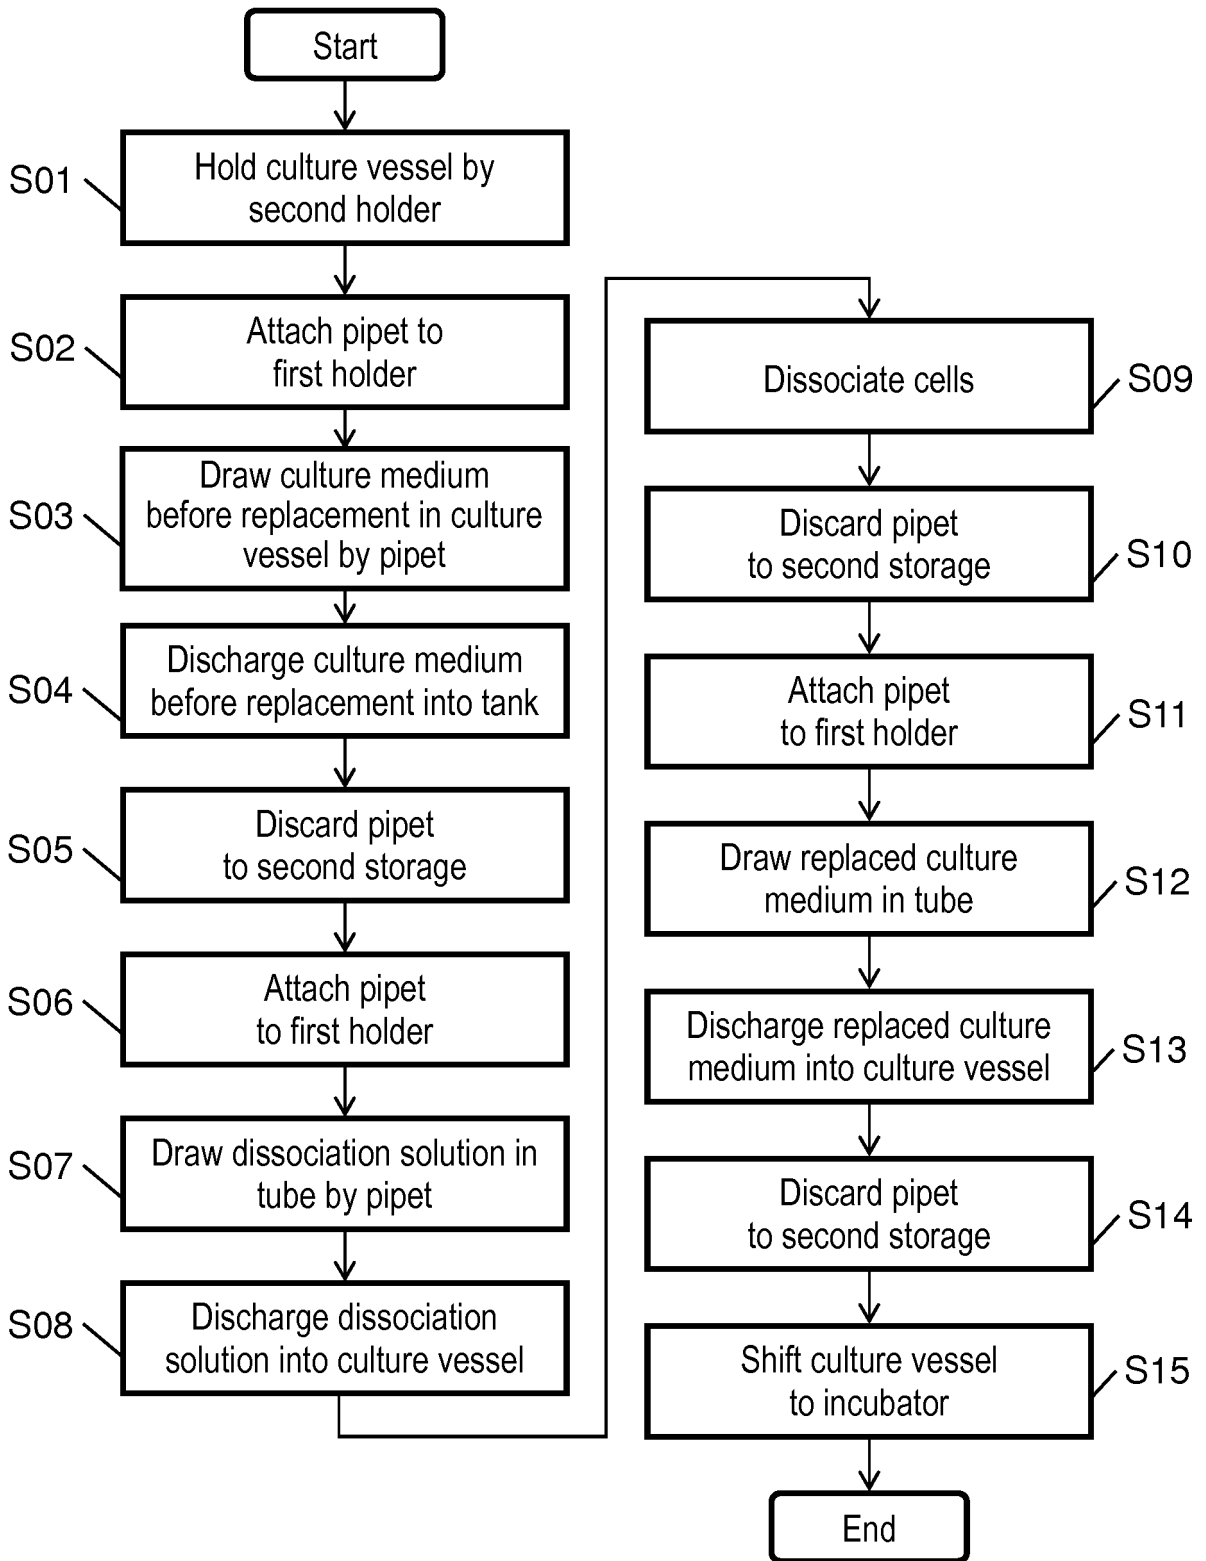 Start
S01
Hold culture vessel by
second holder
S02
Attach pipet to
first holder
S03
Draw culture medium
before replacement in culture
vessel by pipet
S04
Discharge culture medium
before replacement into tank
S05
Discard pipet
to second storage
S06
Attach pipet
to first holder
S07
Draw dissociation solution in
tube by pipet
S08
Discharge dissociation
solution into culture vessel
Dissociate cells
S09
Discard pipet
to second storage
S10
Attach pipet
to first holder
S11
Draw replaced culture
medium in tube
S12
Discharge replaced culture
medium into culture vessel
S13
Discard pipet
to second storage
S14
Shift culture vessel
to incubator
S15
End